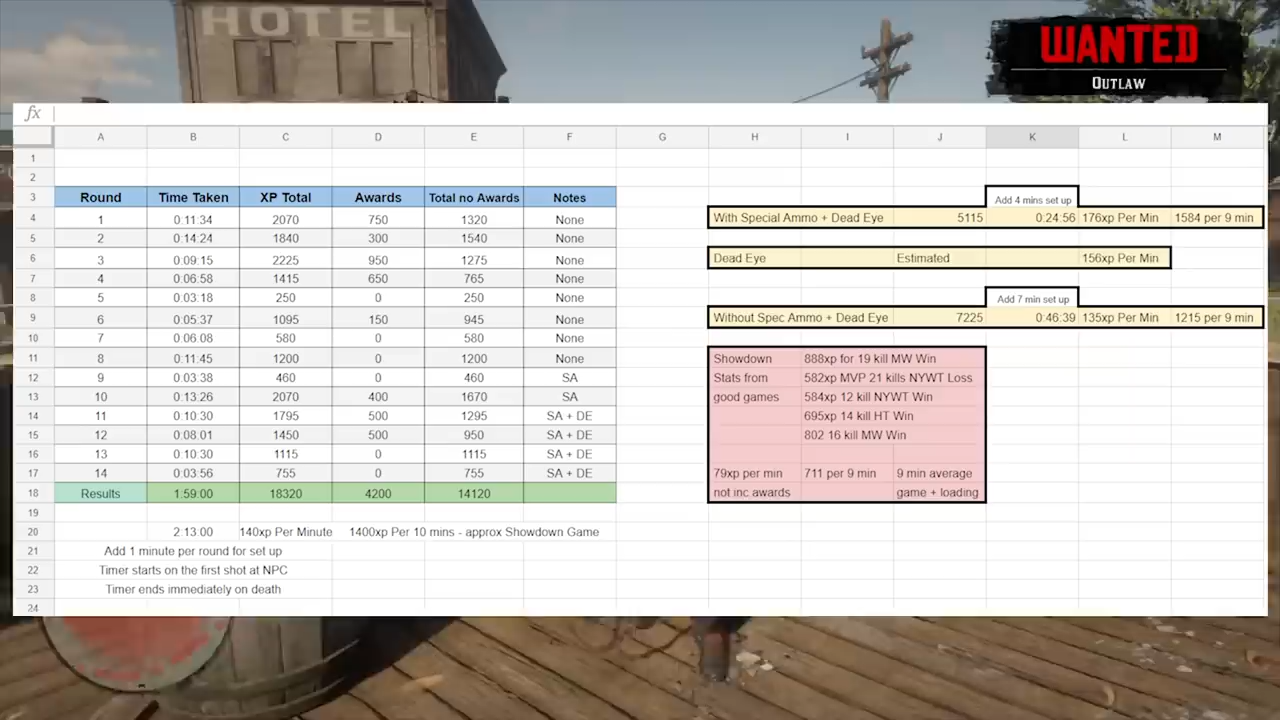 HOTEL
WANTED
OUTLAW
fx
A B C D E F G H I J K L M
1
2
3 Round Time Taken XP Total Awards Total no Awards Notes Add 4 mins set up
4 1 0:11:34 2070 750 1320 None With Special Ammo + Dead Eye 5115 0:24:56 176xp Per Min 1584 per 9 min
5 2 0:14:24 1840 300 1540 None
6 3 0:09:15 2225 950 1275 None Dead Eye Estimated 156xp Per Min
7 4 0:06:58 1415 650 765 None
8 5 0:03:18 250 0 250 None Add 7 min set up
9 6 0:05:37 1095 150 945 None Without Spec Ammo + Dead Eye 7225 0:46:39 135xp Per Min 1215 per 9 min
10 7 0:06:08 580 0 580 None
11 8 0:11:45 1200 0 1200 None Showdown 888xp for 19 kill MW Win
12 9 0:03:38 460 0 460 SA Stats from 582xp MVP 21 kills NYWT Loss
13 10 0:13:26 2070 400 1670 SA good games 584xp 12 kill NYWT Win
14 11 0:10:30 1795 500 1295 SA + DE 695xp 14 kill HT Win
15 12 0:08:01 1450 500 950 SA + DE 802 16 kill MW Win
16 13 0:10:30 1115 0 1115 SA + DE
17 14 0:03:56 755 0 755 SA + DE 79xp per min 711 per 9 min 9 min average
18 Results 1:59:00 18320 4200 14120 not inc.awards game + loading
19
20 2:13:00 140xp Per Minute 1400xp Per 10 mins - approx Showdown Game
21 Add 1 minute per round for set up
22 Timer starts on the first shot at NPC
23 Timer ends immediately on death
24